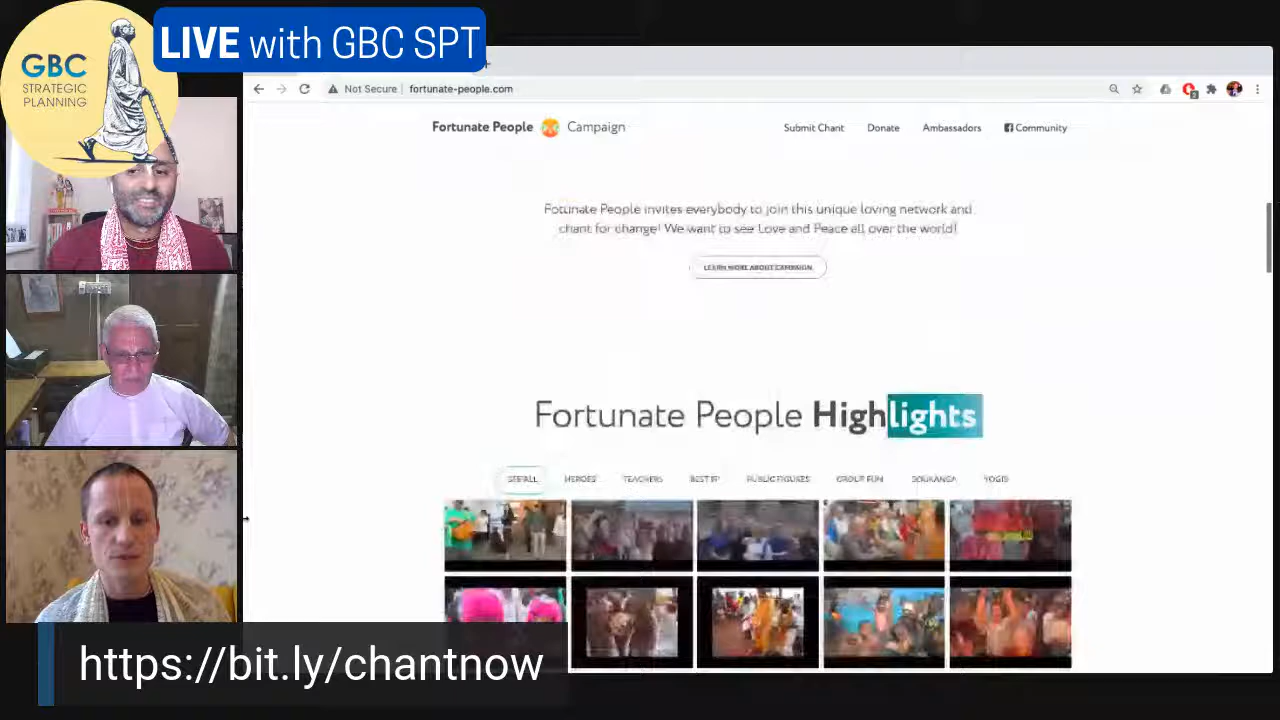 LIVE with GBC SPT
GBC
STRATEGIC
PLANNING
Not Secure
fortunate-people.com
Fortunate People Campaign
Submit Chant
Donate
Ambassadors
Community
Fortunate People invites everybody to join this unique loving network and
chant for change! We want to see Love and Peace all over the world!
LEARN MORE ABOUT CAMPAIGN
Fortunate People Highlights
SEE ALL
HEROES
TEACHERS
BEST FP
PUBLIC FIGURES
GROUP FUN
YOGIS
https://bit.ly/chantnow